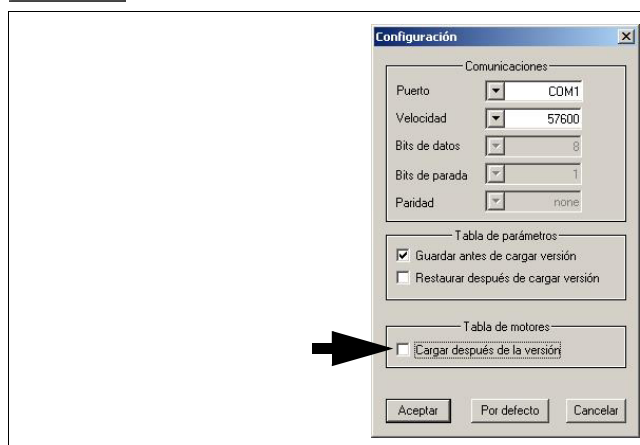 Configuración
Comunicaciones
Puerto COM1
Velocidad 57600
Bits de datos 8
Bits de parada 1
Paridad none
Tabla de parámetros
Guardar antes de cargar versión
Restaurar después de cargar versión
Tabla de motores
Cargar después de la versión
Aceptar Por defecto Cancelar